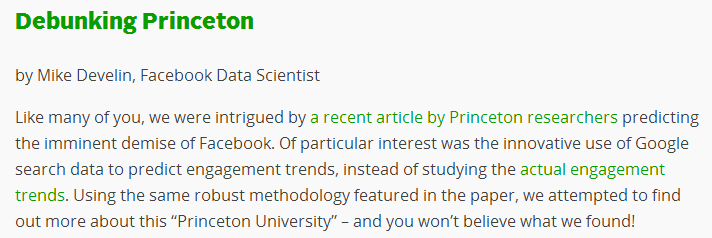 Debunking Princeton
by Mike Develin, Facebook Data Scientist
Like many of you, we were intrigued by a recent article by Princeton researchers predicting
the imminent demise of Facebook. Of particular interest was the innovative use of Google
search data to predict engagement trends, instead of studying the actual engagement
trends. Using the same robust methodology featured in the paper, we attempted to find
out more about this “Princeton University” – and you won’t believe what we found!